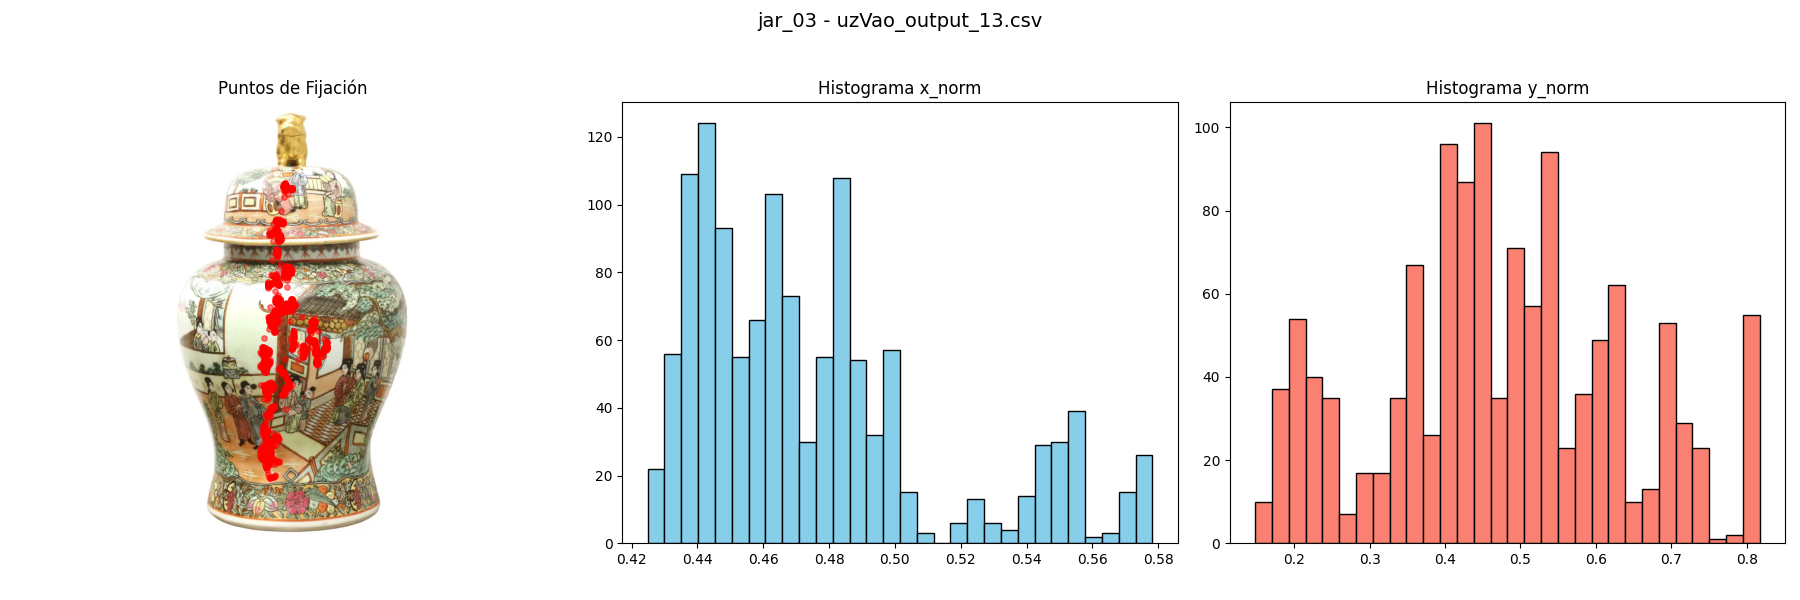 jar_03 - uzVao_output_13.csv
Puntos de Fijación
Histograma x_norm
120
100
80
60
40
20
0
0.42 0.44 0.46 0.48 0.50 0.52 0.54 0.56 0.58
Histograma y_norm
100
80
60
40
20
0
0.2 0.3 0.4 0.5 0.6 0.7 0.8